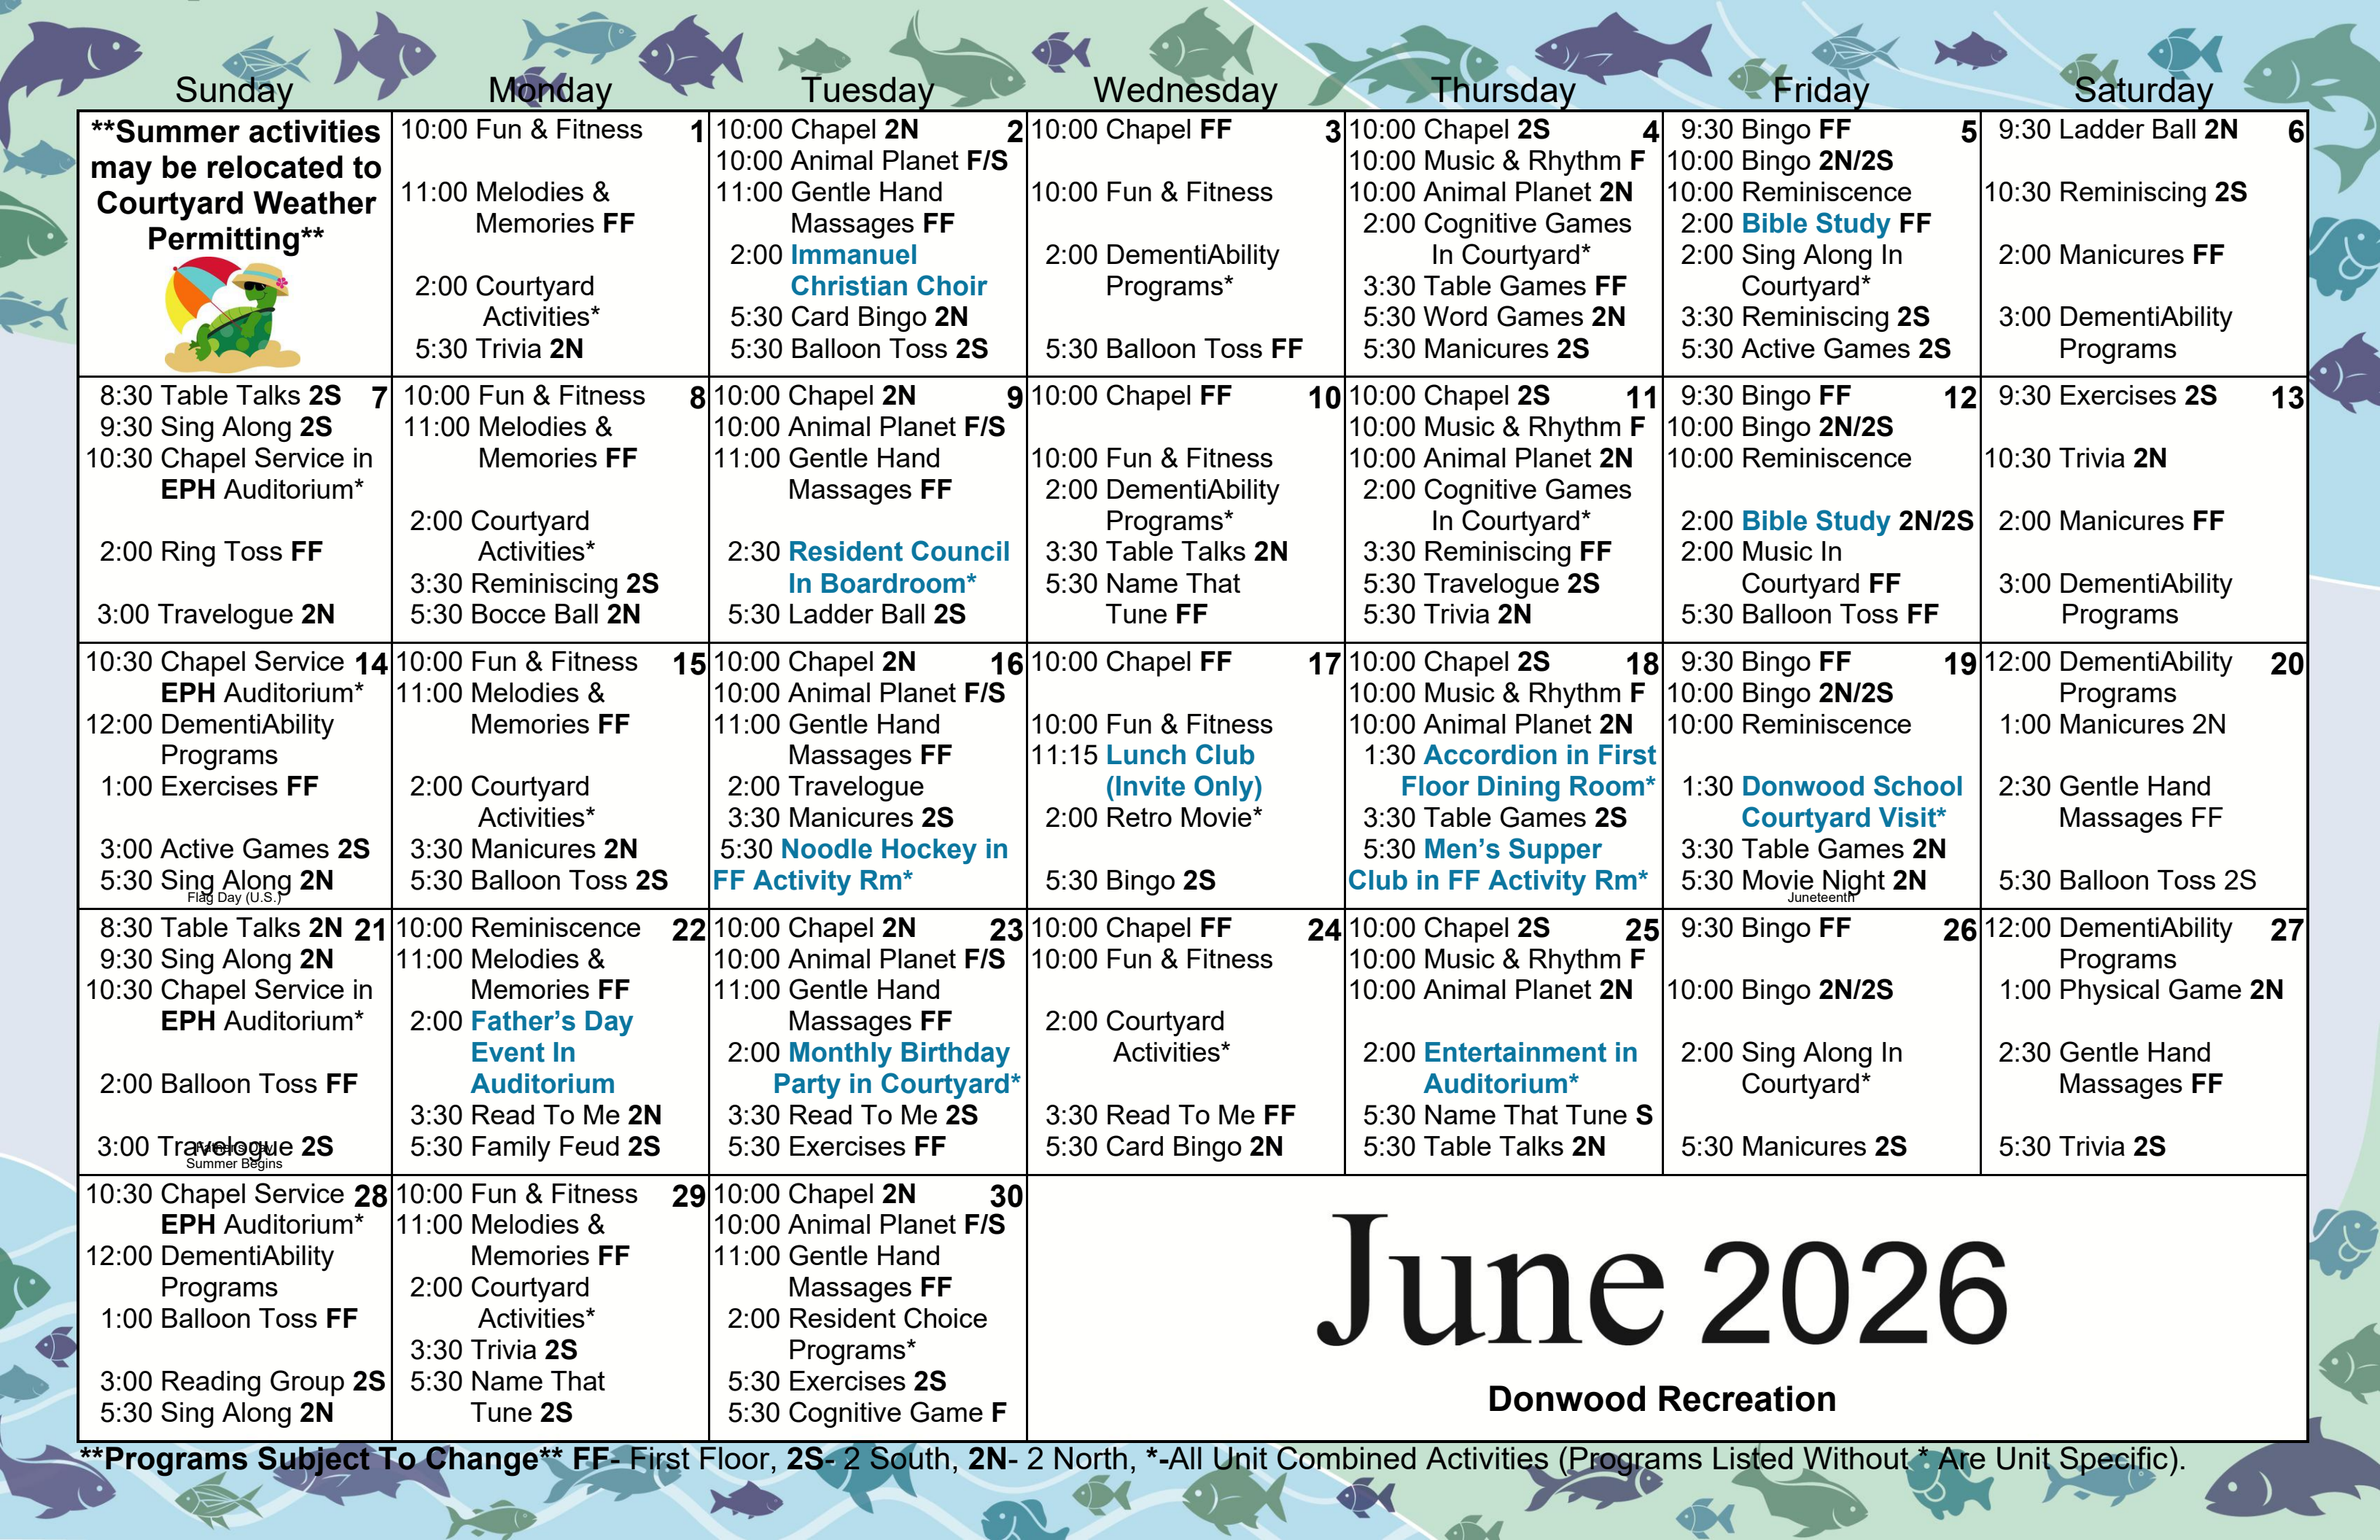 Sunday Monday Tuesday Wednesday Thursday Friday Saturday
**Summer activities
may be relocated to
Courtyard Weather
Permitting**
1
10:00 Fun & Fitness
11:00 Melodies &
Memories FF
2:00 Courtyard
Activities*
5:30 Trivia 2N
2
10:00 Chapel 2N
10:00 Animal Planet F/S
11:00 Gentle Hand
Massages FF
2:00 Immanuel
Christian Choir
5:30 Card Bingo 2N
5:30 Balloon Toss 2S
3
10:00 Chapel FF
10:00 Fun & Fitness
2:00 DementiAbility
Programs*
5:30 Balloon Toss FF
4
10:00 Chapel 2S
10:00 Music & Rhythm F
10:00 Animal Planet 2N
2:00 Cognitive Games
In Courtyard*
3:30 Table Games FF
5:30 Word Games 2N
5:30 Manicures 2S
5
9:30 Bingo FF
10:00 Bingo 2N/2S
10:00 Reminiscence
2:00 Bible Study FF
2:00 Sing Along In
Courtyard*
3:30 Reminiscing 2S
5:30 Active Games 2S
6
9:30 Ladder Ball 2N
10:30 Reminiscing 2S
2:00 Manicures FF
3:00 DementiAbility
Programs
7
8:30 Table Talks 2S
9:30 Sing Along 2S
10:30 Chapel Service in
EPH Auditorium*
2:00 Ring Toss FF
3:00 Travelogue 2N
8
10:00 Fun & Fitness
11:00 Melodies &
Memories FF
2:00 Courtyard
Activities*
3:30 Reminiscing 2S
5:30 Bocce Ball 2N
9
10:00 Chapel 2N
10:00 Animal Planet F/S
11:00 Gentle Hand
Massages FF
2:30 Resident Council
In Boardroom*
5:30 Ladder Ball 2S
10
10:00 Chapel FF
10:00 Fun & Fitness
2:00 DementiAbility
Programs*
3:30 Table Talks 2N
5:30 Name That
Tune FF
11
10:00 Chapel 2S
10:00 Music & Rhythm F
10:00 Animal Planet 2N
2:00 Cognitive Games
In Courtyard*
3:30 Reminiscing FF
5:30 Travelogue 2S
5:30 Trivia 2N
12
9:30 Bingo FF
10:00 Bingo 2N/2S
10:00 Reminiscence
2:00 Bible Study 2N/2S
2:00 Music In
Courtyard FF
5:30 Balloon Toss FF
13
9:30 Exercises 2S
10:30 Trivia 2N
2:00 Manicures FF
3:00 DementiAbility
Programs
14
10:30 Chapel Service
EPH Auditorium*
12:00 DementiAbility
Programs
1:00 Exercises FF
3:00 Active Games 2S
5:30 Sing Along 2N
Flag Day (U.S.)
15
10:00 Fun & Fitness
11:00 Melodies &
Memories FF
2:00 Courtyard
Activities*
3:30 Manicures 2N
5:30 Balloon Toss 2S
16
10:00 Chapel 2N
10:00 Animal Planet F/S
11:00 Gentle Hand
Massages FF
2:00 Travelogue
3:30 Manicures 2S
5:30 Noodle Hockey in
FF Activity Rm*
17
10:00 Chapel FF
10:00 Fun & Fitness
11:15 Lunch Club
(Invite Only)
2:00 Retro Movie*
5:30 Bingo 2S
18
10:00 Chapel 2S
10:00 Music & Rhythm F
10:00 Animal Planet 2N
1:30 Accordion in First
Floor Dining Room*
3:30 Table Games 2S
5:30 Men’s Supper
Club in FF Activity Rm*
19
9:30 Bingo FF
10:00 Bingo 2N/2S
10:00 Reminiscence
1:30 Donwood School
Courtyard Visit*
3:30 Table Games 2N
5:30 Movie Night 2N
Juneteenth
20
12:00 DementiAbility
Programs
1:00 Manicures 2N
2:30 Gentle Hand
Massages FF
5:30 Balloon Toss 2S
21
8:30 Table Talks 2N
9:30 Sing Along 2N
10:30 Chapel Service in
EPH Auditorium*
2:00 Balloon Toss FF
3:00 Travelogue 2S
Father's Day
Summer Begins
22
10:00 Reminiscence
11:00 Melodies &
Memories FF
2:00 Father’s Day
Event In
Auditorium
3:30 Read To Me 2N
5:30 Family Feud 2S
23
10:00 Chapel 2N
10:00 Animal Planet F/S
11:00 Gentle Hand
Massages FF
2:00 Monthly Birthday
Party in Courtyard*
3:30 Read To Me 2S
5:30 Exercises FF
24
10:00 Chapel FF
10:00 Fun & Fitness
2:00 Courtyard
Activities*
3:30 Read To Me FF
5:30 Card Bingo 2N
25
10:00 Chapel 2S
10:00 Music & Rhythm F
10:00 Animal Planet 2N
2:00 Entertainment in
Auditorium*
5:30 Name That Tune S
5:30 Table Talks 2N
26
9:30 Bingo FF
10:00 Bingo 2N/2S
2:00 Sing Along In
Courtyard*
5:30 Manicures 2S
27
12:00 DementiAbility
Programs
1:00 Physical Game 2N
2:30 Gentle Hand
Massages FF
5:30 Trivia 2S
28
10:30 Chapel Service
EPH Auditorium*
12:00 DementiAbility
Programs
1:00 Balloon Toss FF
3:00 Reading Group 2S
5:30 Sing Along 2N
29
10:00 Fun & Fitness
11:00 Melodies &
Memories FF
2:00 Courtyard
Activities*
3:30 Trivia 2S
5:30 Name That
Tune 2S
30
10:00 Chapel 2N
10:00 Animal Planet F/S
11:00 Gentle Hand
Massages FF
2:00 Resident Choice
Programs*
5:30 Exercises 2S
5:30 Cognitive Game F
June 2026
Donwood Recreation
**Programs Subject To Change** FF- First Floor, 2S- 2 South, 2N- 2 North, *-All Unit Combined Activities (Programs Listed Without * Are Unit Specific).